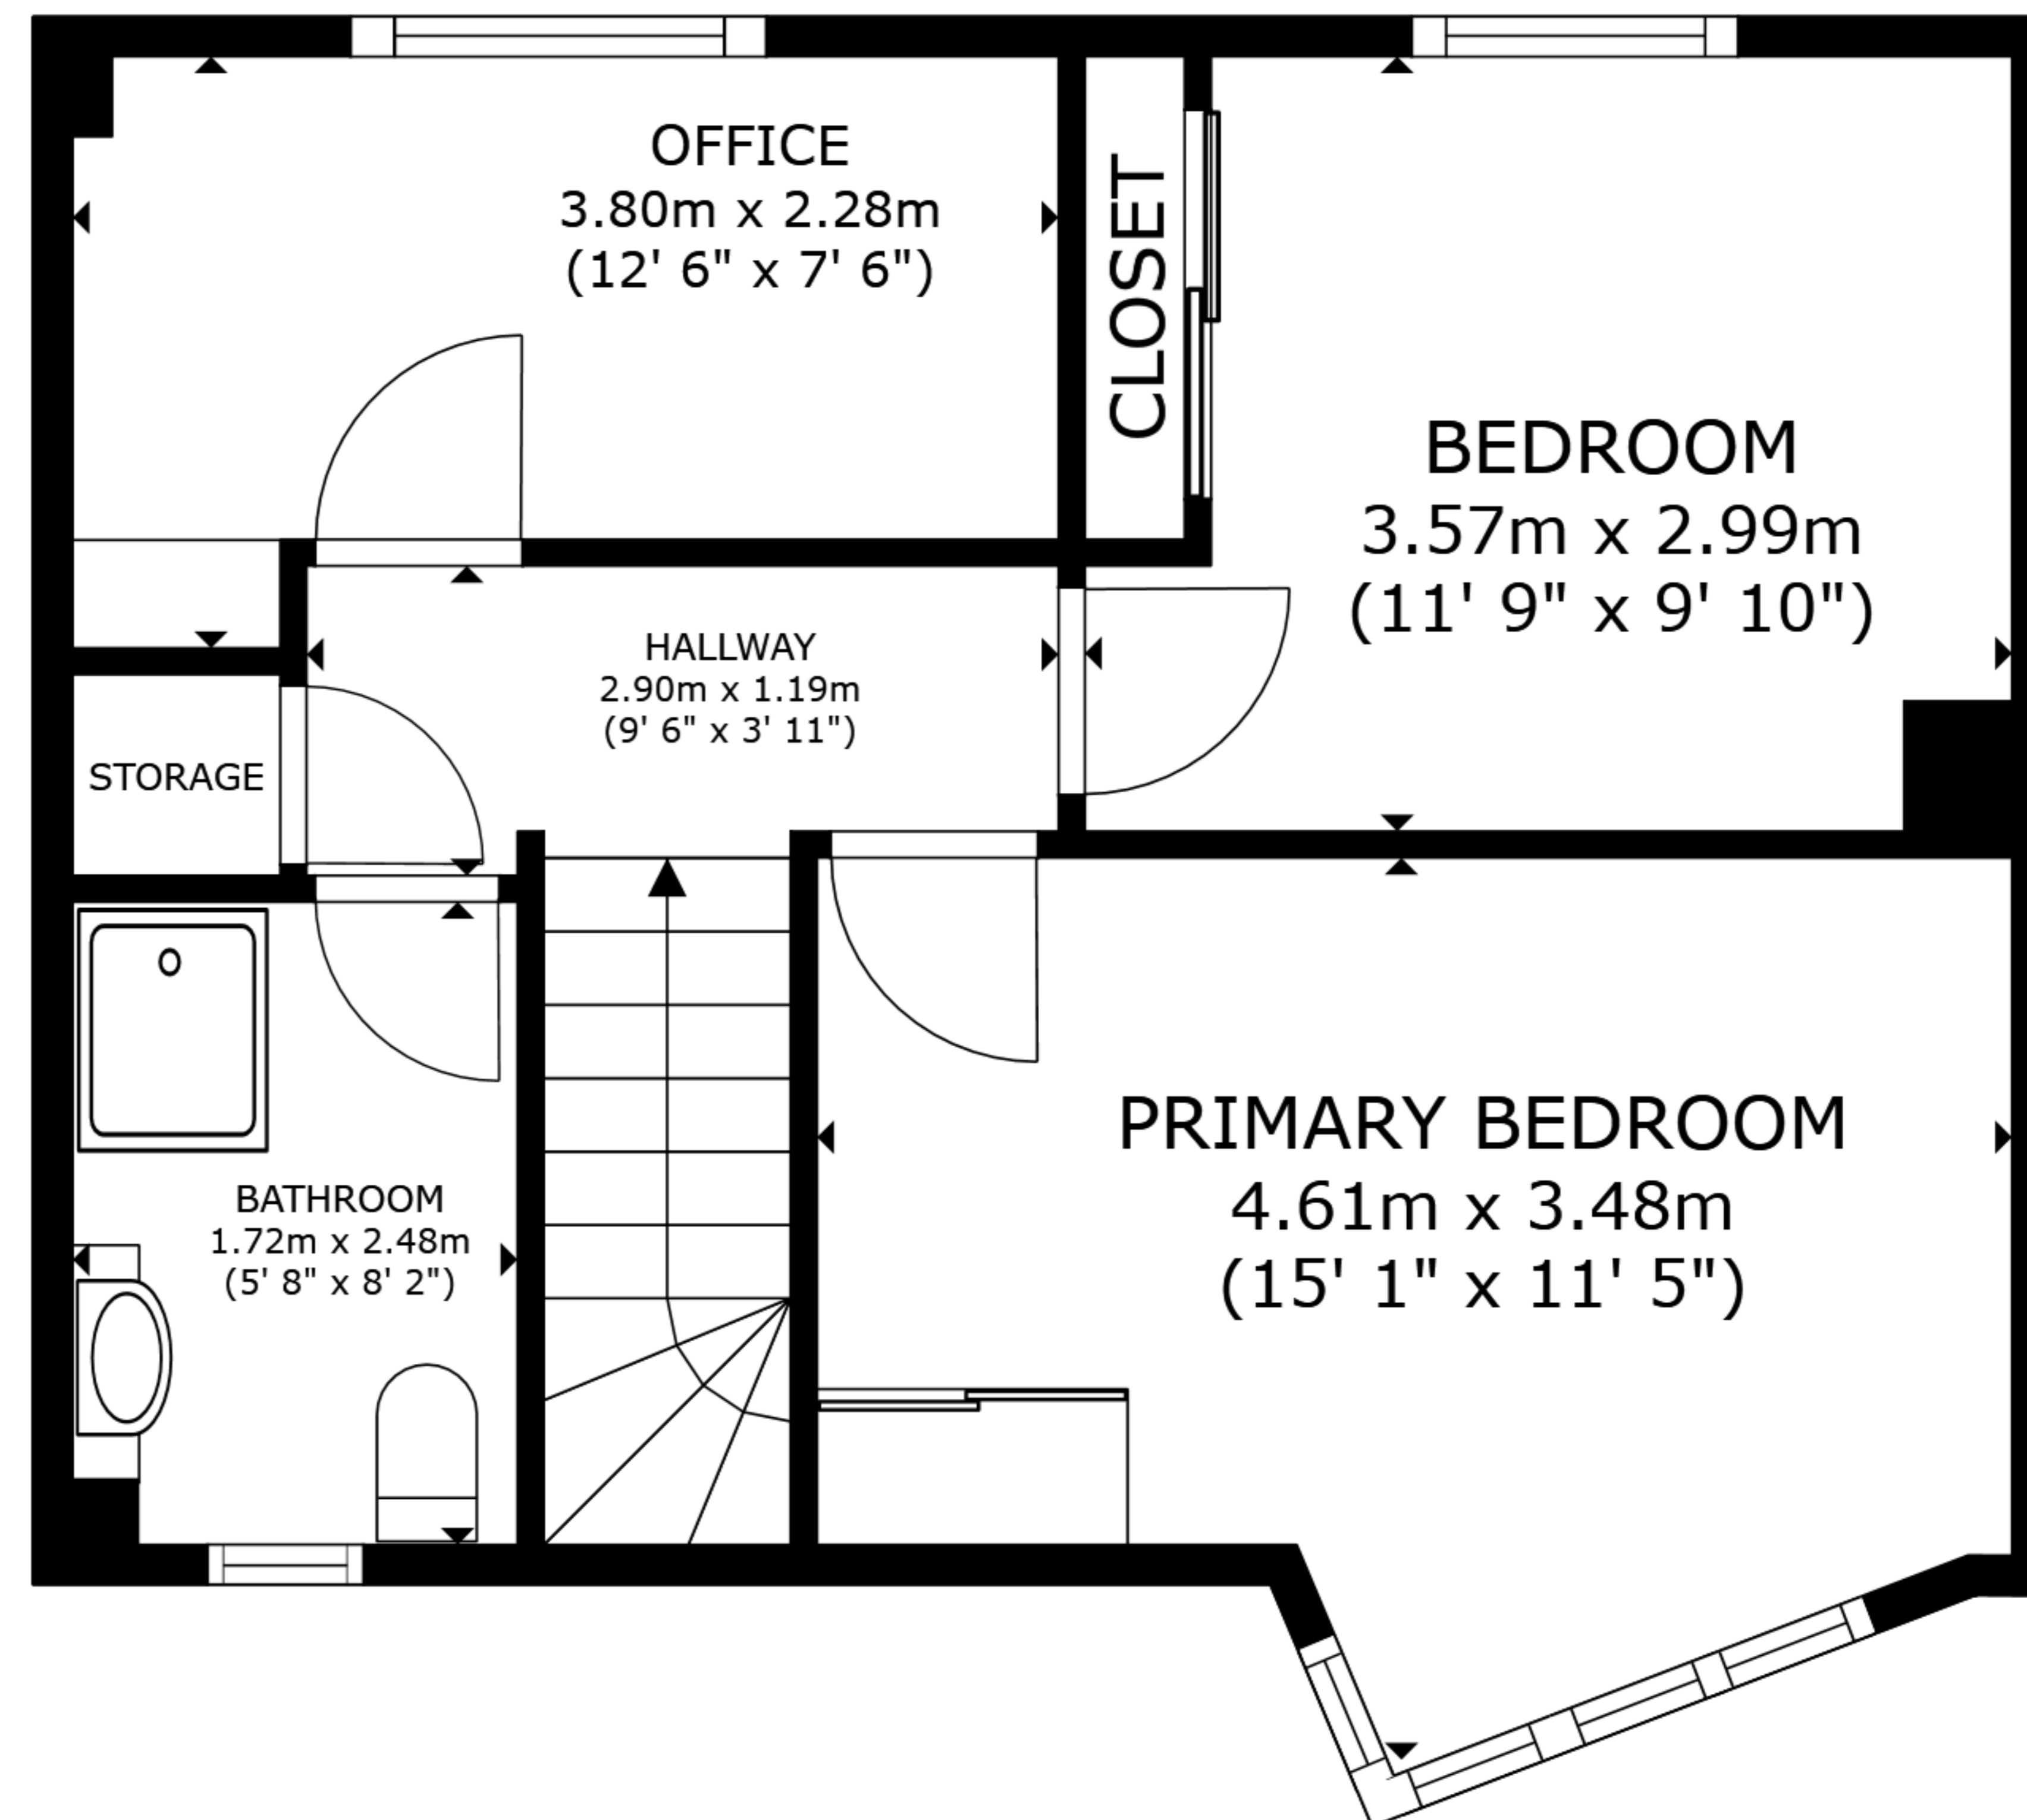 OFFICE
3.80m x 2.28m
(12' 6" x 7' 6")
CLOSET
BEDROOM
3.57m x 2.99m
(11' 9" x 9' 10")
HALLWAY
2.90m x 1.19m
(9' 6" x 3' 11")
STORAGE
BATHROOM
1.72m x 2.48m
(5' 8" x 8' 2")
PRIMARY BEDROOM
4.61m x 3.48m
(15' 1" x 11' 5")